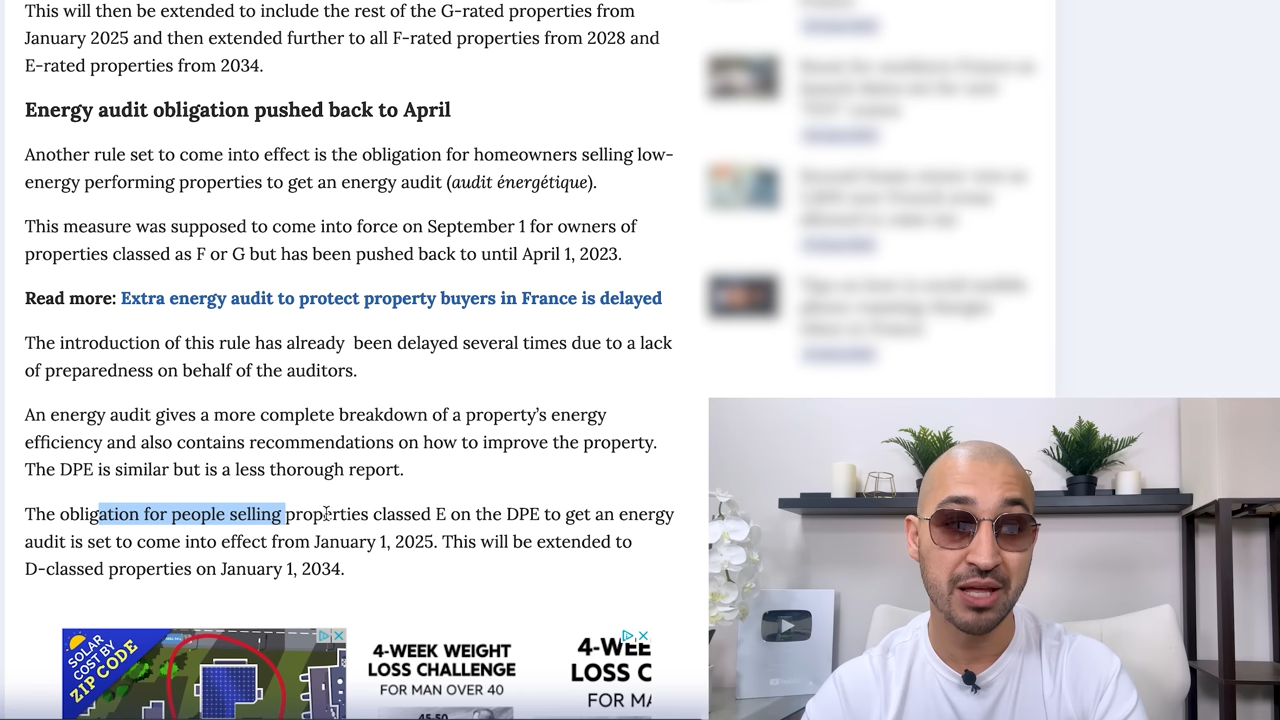 This will then be extended to include the rest of the G-rated properties from
January 2025 and then extended further to all F-rated properties from 2028 and
E-rated properties from 2034.
Energy audit obligation pushed back to April
Another rule set to come into effect is the obligation for homeowners selling low-
energy performing properties to get an energy audit (audit énergétique).
This measure was supposed to come into force on September 1 for owners of
properties classed as F or G but has been pushed back to until April 1, 2023.
Read more: Extra energy audit to protect property buyers in France is delayed
The introduction of this rule has already  been delayed several times due to a lack
of preparedness on behalf of the auditors.
An energy audit gives a more complete breakdown of a property’s energy
efficiency and also contains recommendations on how to improve the property.
The DPE is similar but is a less thorough report.
The obligation for people selling properties classed E on the DPE to get an energy
audit is set to come into effect from January 1, 2025. This will be extended to
D-classed properties on January 1, 2034.
SOLAR
COST BY
ZIP CODE
4-WEEK WEIGHT
LOSS CHALLENGE
FOR MAN OVER 40
45-50
4-WEE
LOSS C
FOR MA